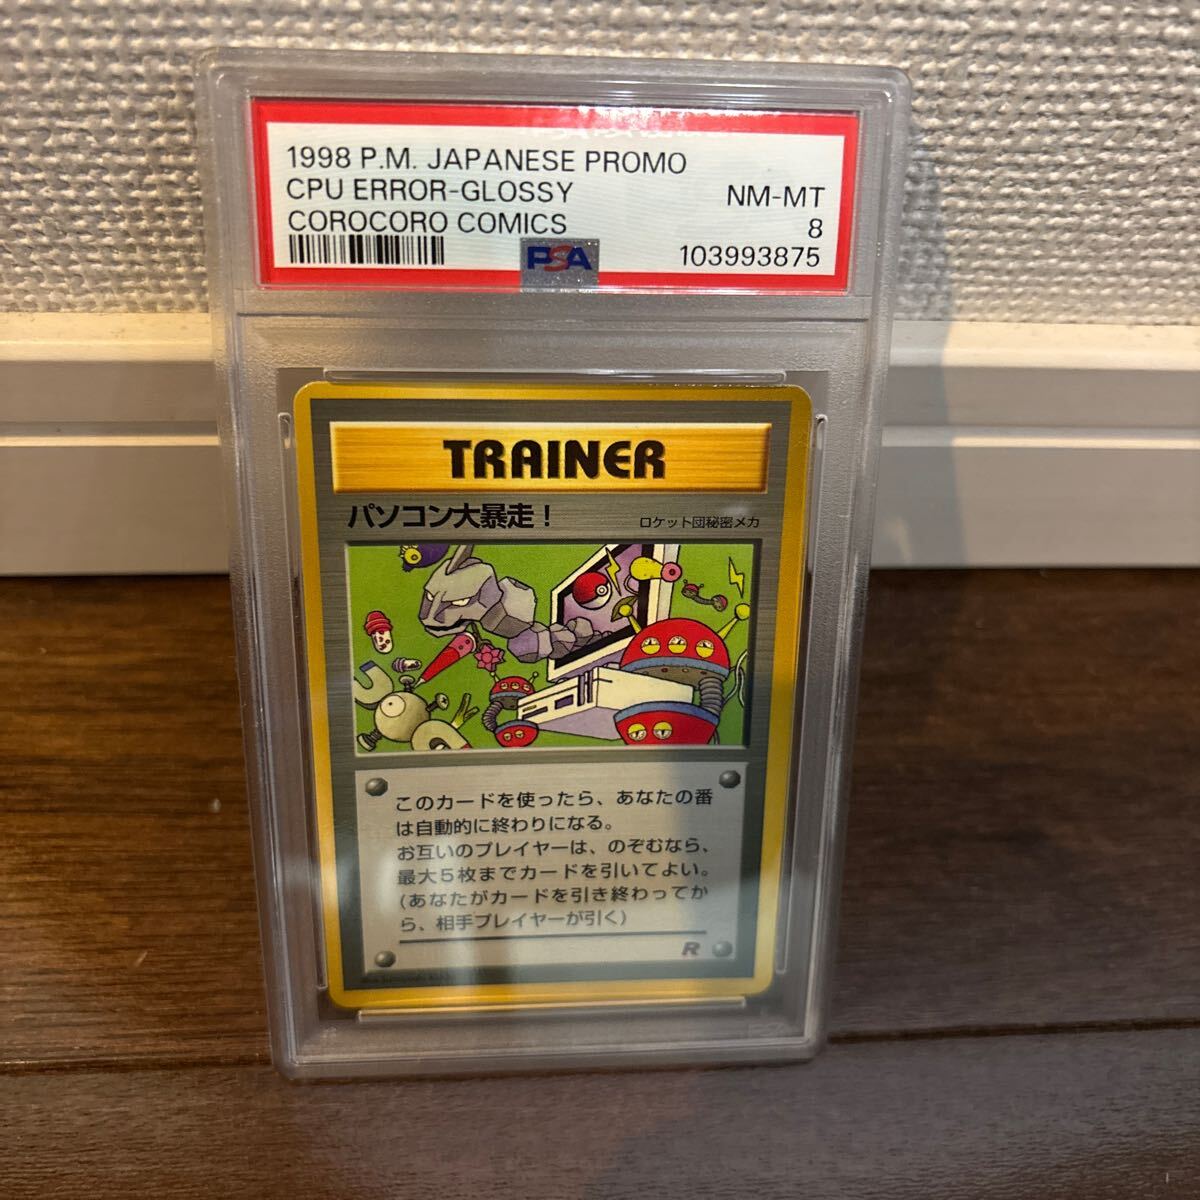 1998 P.M. JAPANESE PROMO
CPU ERROR-GLOSSY
NM-MT
COROCORO COMICS
8
PSA
103993875
TRAINER
パソコン大暴走！
ロケット団秘密メカ
このカードを使ったら、あなたの番
は自動的に終わりになる。
お互いのプレイヤーは、のぞむなら、
最大5枚までカードを引いてよい。
(あなたがカードを引き終わってか
ら、相手プレイヤーが引く)
R